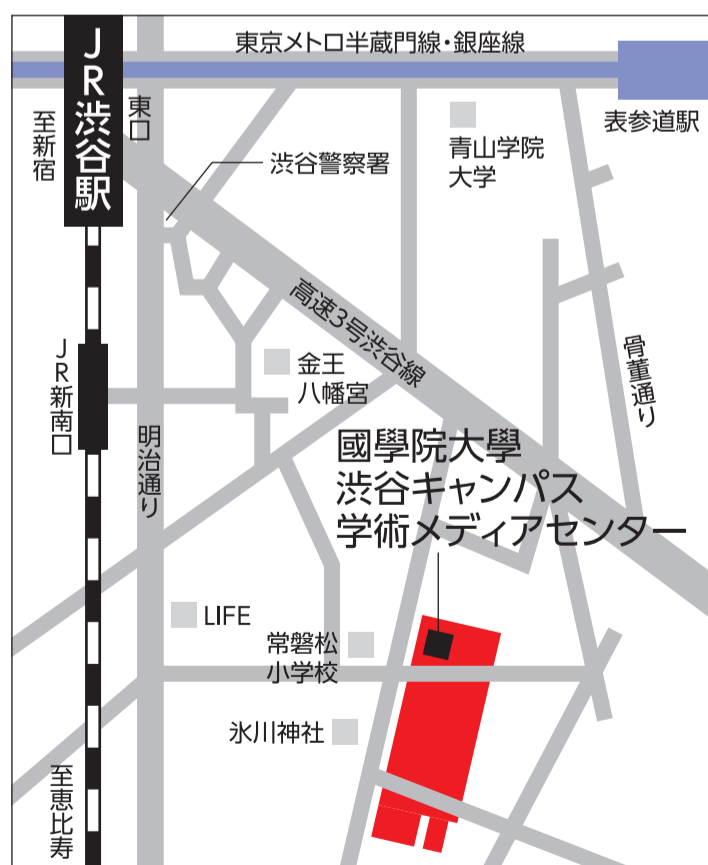 東京メトロ半蔵門線・銀座線
JR渋谷駅
東口
至新宿
表参道駅
青山学院
大学
渋谷警察署
高速3号渋谷線
骨董通り
金王
八幡宮
JR新南口
明治通り
國學院大學
渋谷キャンパス
学術メディアセンター
LIFE
常磐松
小学校
氷川神社
至恵比寿